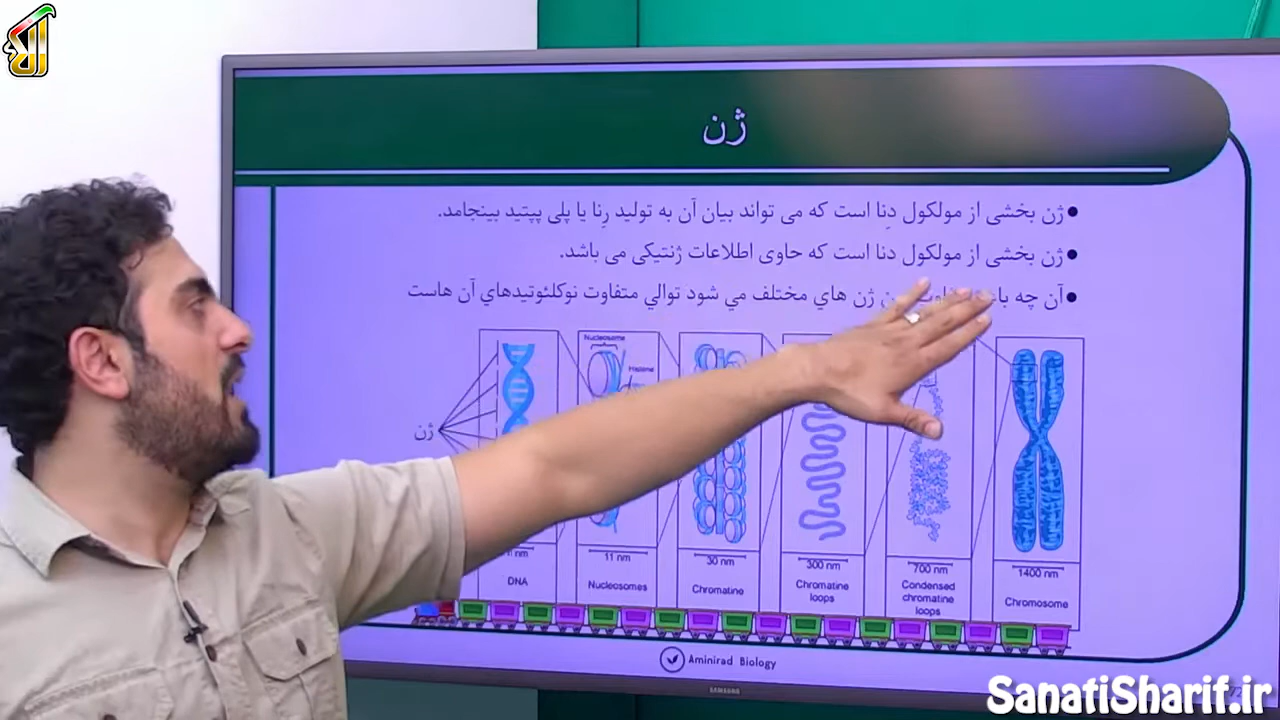 ژن
●ژن بخشی از مولکول دِنا است که می تواند بیان آن به تولید رِنا یا پلی پپتید بینجامد.
●ژن بخشی از مولکول دنا است که حاوی اطلاعات ژنتیکی می باشد.
●آن چه ژن هاي مختلف مي شود توالي متفاوت نوکلئوتیدهاي آن هاست
Nucleosome
Histone
ژن
11 nm
30 nm
300 nm
700 nm
1400 nm
DNA
Nucleosomes
Chromatine
Chromatine loops
Condensed chromatine loops
Chromosome
Aminirad Biology
SAMSUNG
SanatiSharif.ir